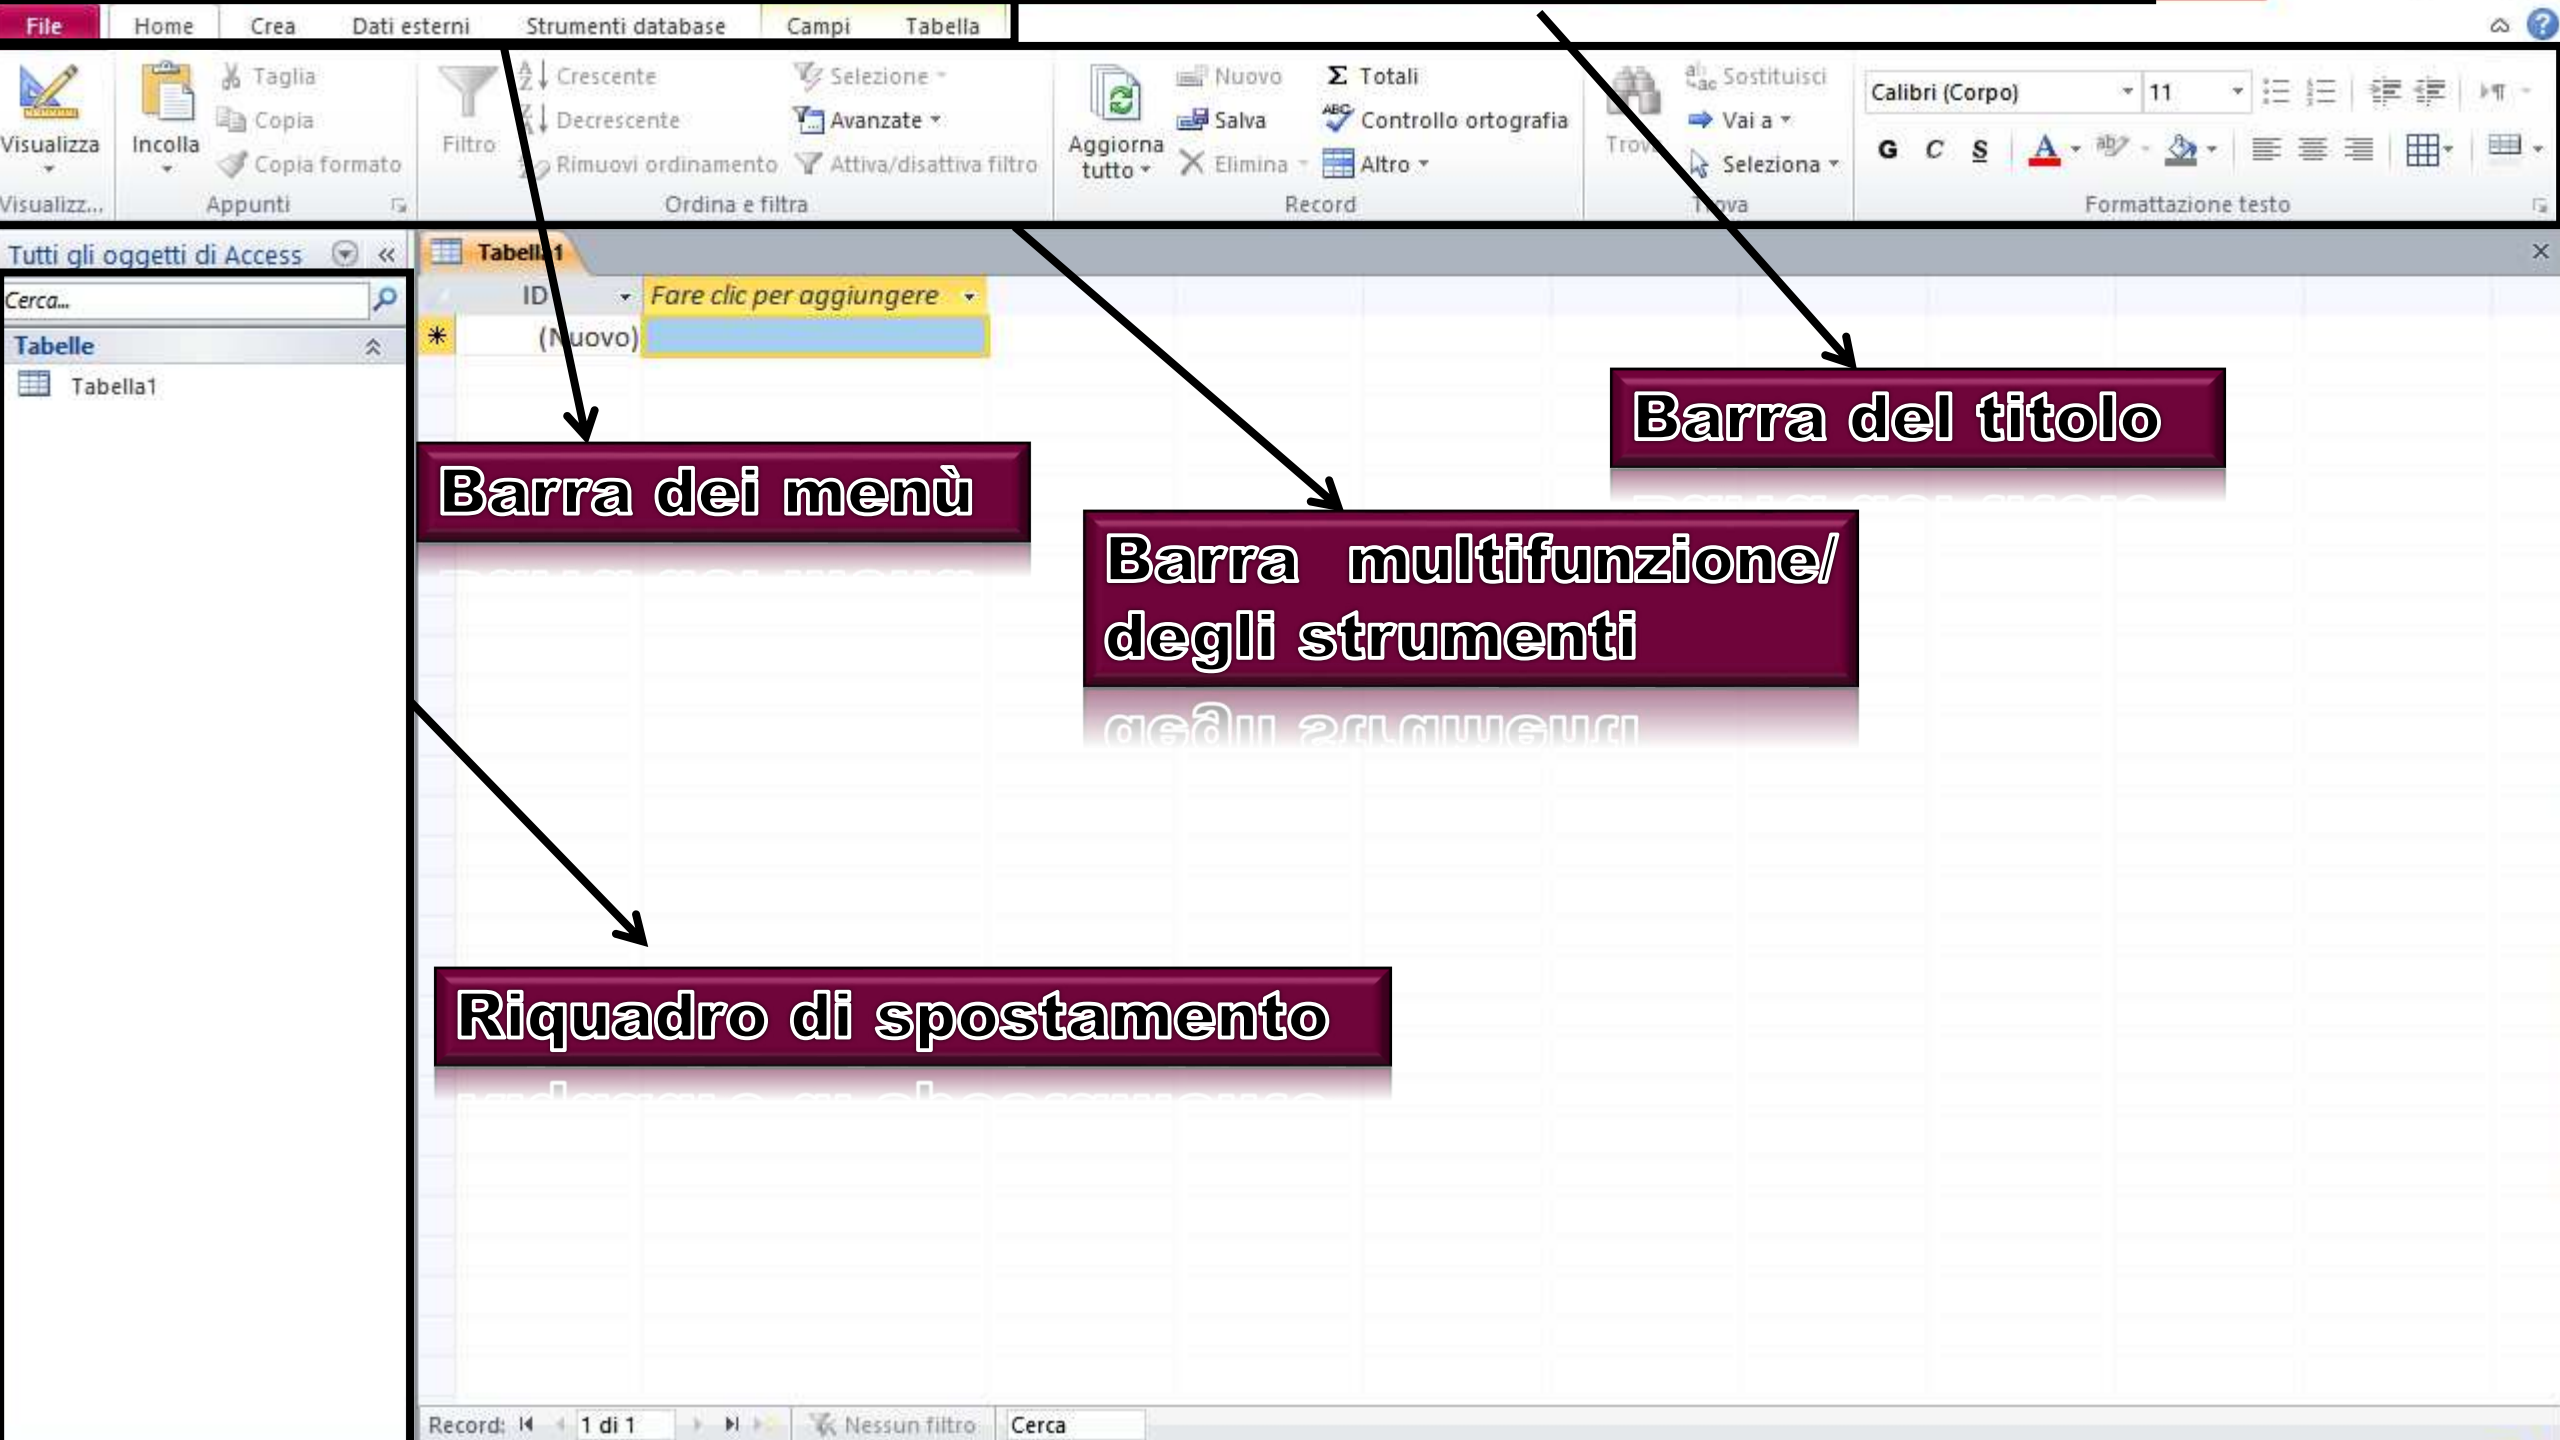 File Home Crea Dati esterni Strumenti database Campi Tabella
Taglia Crescente Selezione Nuovo Σ Totali Sostituisci Calibri (Corpo) 11
Copia Decrescente Avanzate Salva Controllo ortografia Vai a
Visualizza Incolla Filtro Aggiorna tutto Trova G C S A
Copia formato Rimuovi ordinamento Attiva/disattiva filtro Elimina Altro Seleziona
Visualizz... Appunti Ordina e filtra Record Trova Formattazione testo
Tutti gli oggetti di Access « Tabella1
Cerca... ID Fare clic per aggiungere
Tabelle * (Nuovo)
Tabella1
Barra del titolo
Barra dei menù
Barra multifunzione/
degli strumenti
Riquadro di spostamento
Record: 1 di 1 Nessun filtro Cerca